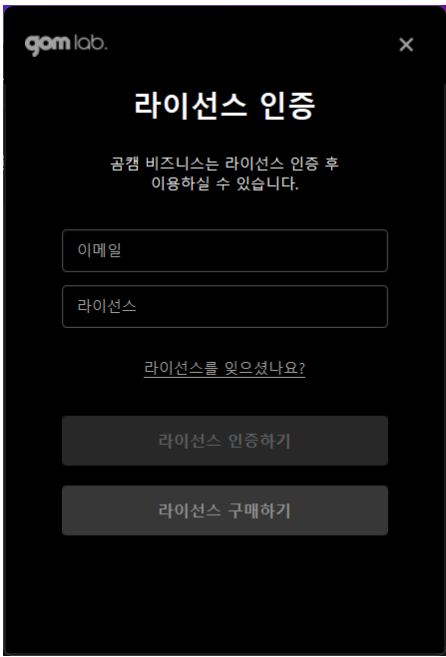 gom lab.
라이선스 인증
곰캠 비즈니스는 라이선스 인증 후
이용하실 수 있습니다.
이메일
라이선스
라이선스를 잊으셨나요?
라이선스 인증하기
라이선스 구매하기